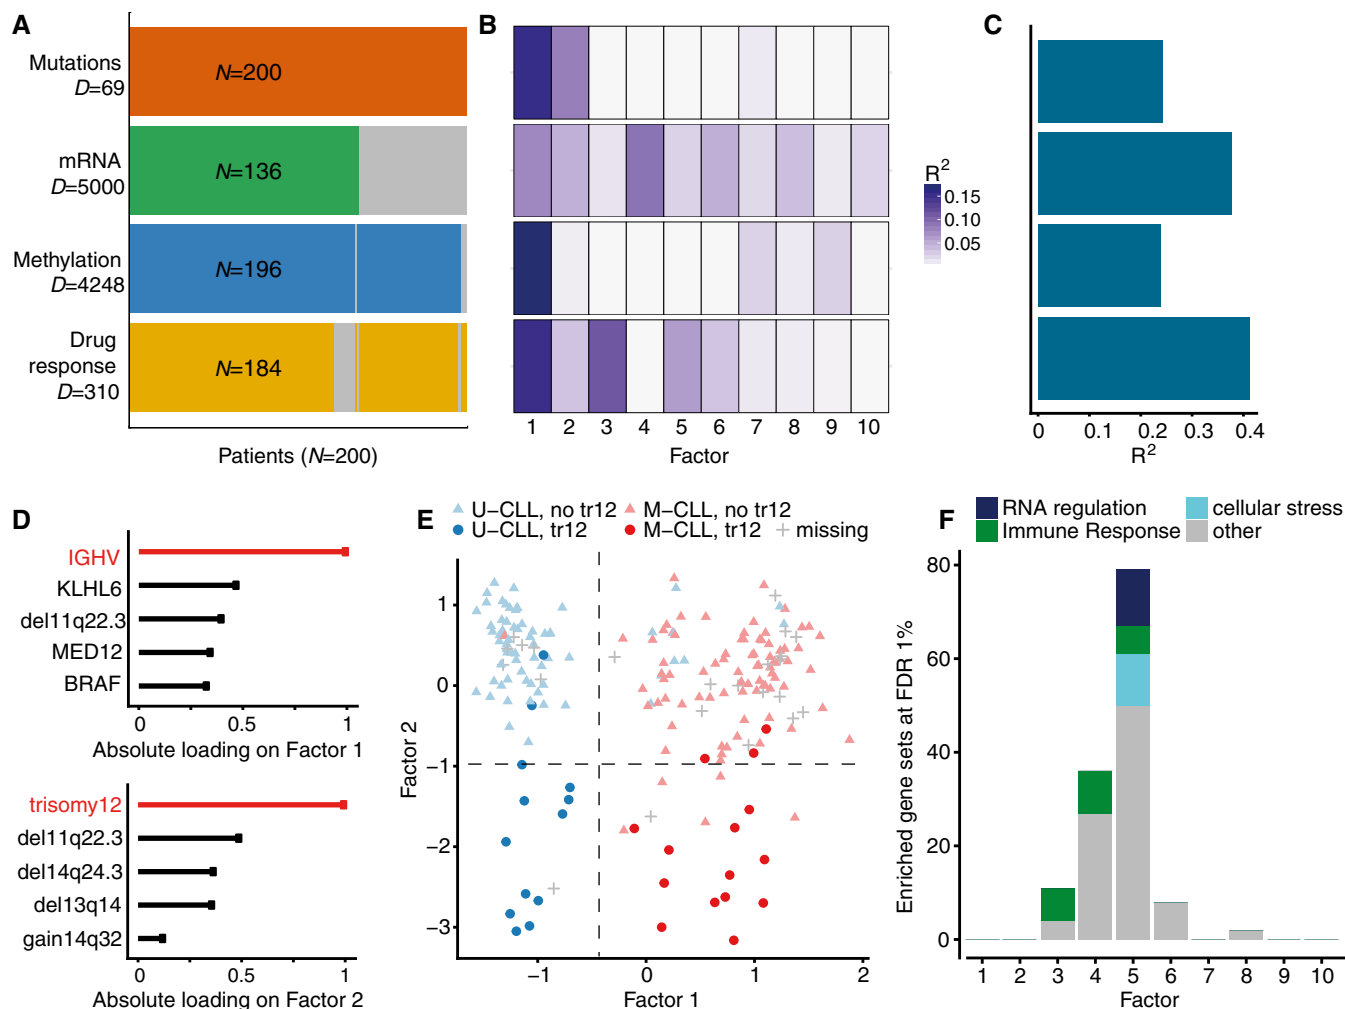 A
Mutations
D=69
N=200
mRNA
D=5000
N=136
Methylation
D=4248
N=196
Drug
response
D=310
N=184
Patients (N=200)
B
1 2 3 4 5 6 7 8 9 10
Factor
R2
0.15
0.10
0.05
C
0 0.1 0.2 0.3 0.4
R2
D
IGHV
KLHL6
del11q22.3
MED12
BRAF
0 0.5 1
Absolute loading on Factor 1
trisomy12
del11q22.3
del14q24.3
del13q14
gain14q32
0 0.5 1
Absolute loading on Factor 2
E
U−CLL, no tr12 M−CLL, no tr12
U−CLL, tr12 M−CLL, tr12 missing
1
0
−1
−2
−3
Factor 2
−1 0 1 2
Factor 1
F
RNA regulation cellular stress
Immune Response other
80
60
40
20
0
Enriched gene sets at FDR 1%
1 2 3 4 5 6 7 8 9 10
Factor